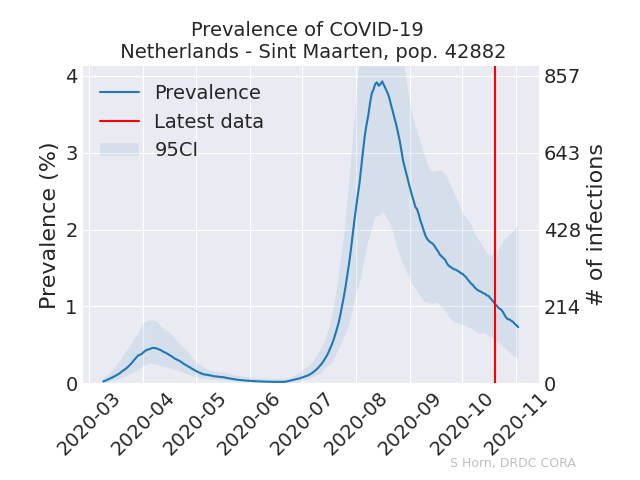 Prevalence of COVID-19
Netherlands - Sint Maarten, pop. 42882
Prevalence
Latest data
95CI
Prevalence (%)
4
3
2
1
0
857
643
428
214
0
# of infections
2020-03
2020-04
2020-05
2020-06
2020-07
2020-08
2020-09
2020-10
2020-11
S Horn, DRDC CORA